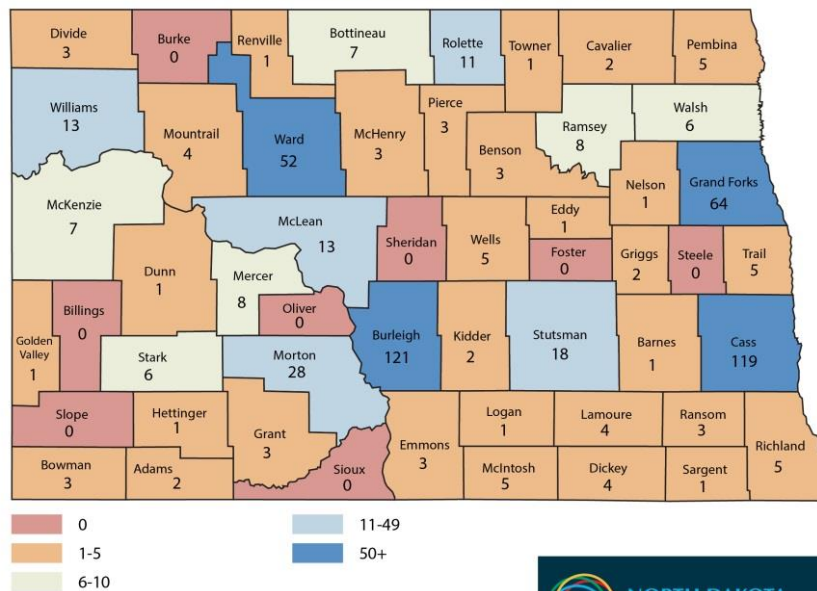 Divide
3
Burke
0
Renville
1
Bottineau
7
Rolette
11
Towner
1
Cavalier
2
Pembina
5
Williams
13
Mountrail
4
Ward
52
McHenry
3
Pierce
3
Benson
3
Ramsey
8
Walsh
6
McKenzie
7
McLean
13
Sheridan
0
Wells
5
Eddy
1
Foster
0
Nelson
1
Grand Forks
64
Griggs
2
Steele
0
Trail
5
Dunn
1
Mercer
8
Oliver
0
Billings
0
Golden
Valley
1
Stark
6
Morton
28
Burleigh
121
Kidder
2
Stutsman
18
Barnes
1
Cass
119
Slope
0
Hettinger
1
Grant
3
Emmons
3
Logan
1
Lamoure
4
Ransom
3
Richland
5
Bowman
3
Adams
2
Sioux
0
McIntosh
5
Dickey
4
Sargent
1
0
1-5
6-10
11-49
50+
NORTH DAKOTA